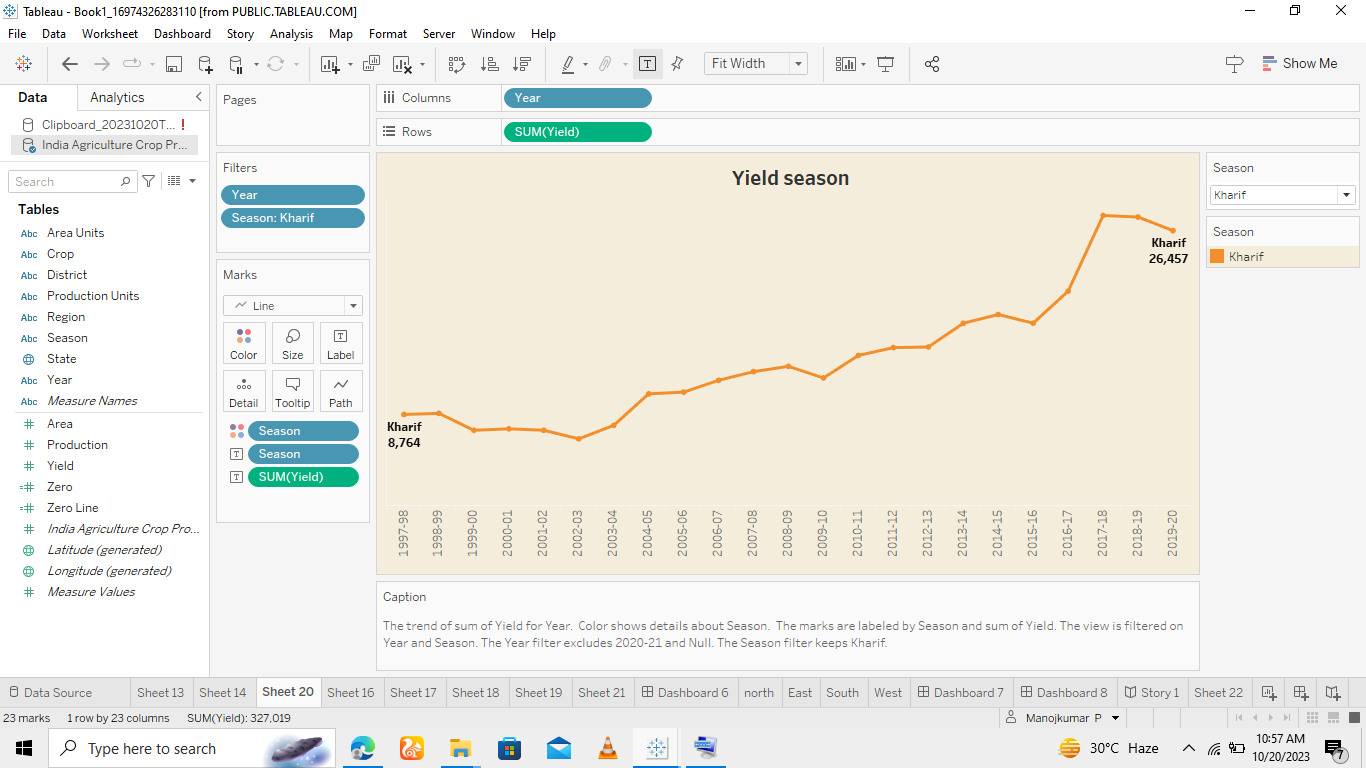 Tableau - Book1_16974326283110 [from PUBLIC.TABLEAU.COM]
File Data Worksheet Dashboard Story Analysis Map Format Server Window Help
Fit Width
Show Me
Data Analytics
Clipboard_20231020T... !
India Agriculture Crop Pr...
Search
Tables
Abc Area Units
Abc Crop
Abc District
Abc Production Units
Abc Region
Abc Season
State
Abc Year
Abc Measure Names
Area
Production
Yield
Zero
Zero Line
India Agriculture Crop Pro...
Latitude (generated)
Longitude (generated)
Measure Values
Pages
Filters
Year
Season: Kharif
Marks
Line
Color Size Label
Detail Tooltip Path
Season
Season
SUM(Yield)
Columns Year
Rows SUM(Yield)
Yield season
Kharif
26,457
Kharif
8,764
1997-98
1998-99
1999-00
2000-01
2001-02
2002-03
2003-04
2004-05
2005-06
2006-07
2007-08
2008-09
2009-10
2010-11
2011-12
2012-13
2013-14
2014-15
2015-16
2016-17
2017-18
2018-19
2019-20
Caption
The trend of sum of Yield for Year. Color shows details about Season. The marks are labeled by Season and sum of Yield. The view is filtered on
Year and Season. The Year filter excludes 2020-21 and Null. The Season filter keeps Kharif.
Season
Kharif
Season
Kharif
Data Source Sheet 13 Sheet 14 Sheet 20 Sheet 16 Sheet 17 Sheet 18 Sheet 19 Sheet 21 Dashboard 6 north East South West Dashboard 7 Dashboard 8 Story 1 Sheet 22
23 marks 1 row by 23 columns SUM(Yield): 327,019
Manojkumar P
Type here to search
30°C Haze
10:57 AM
10/20/2023
7